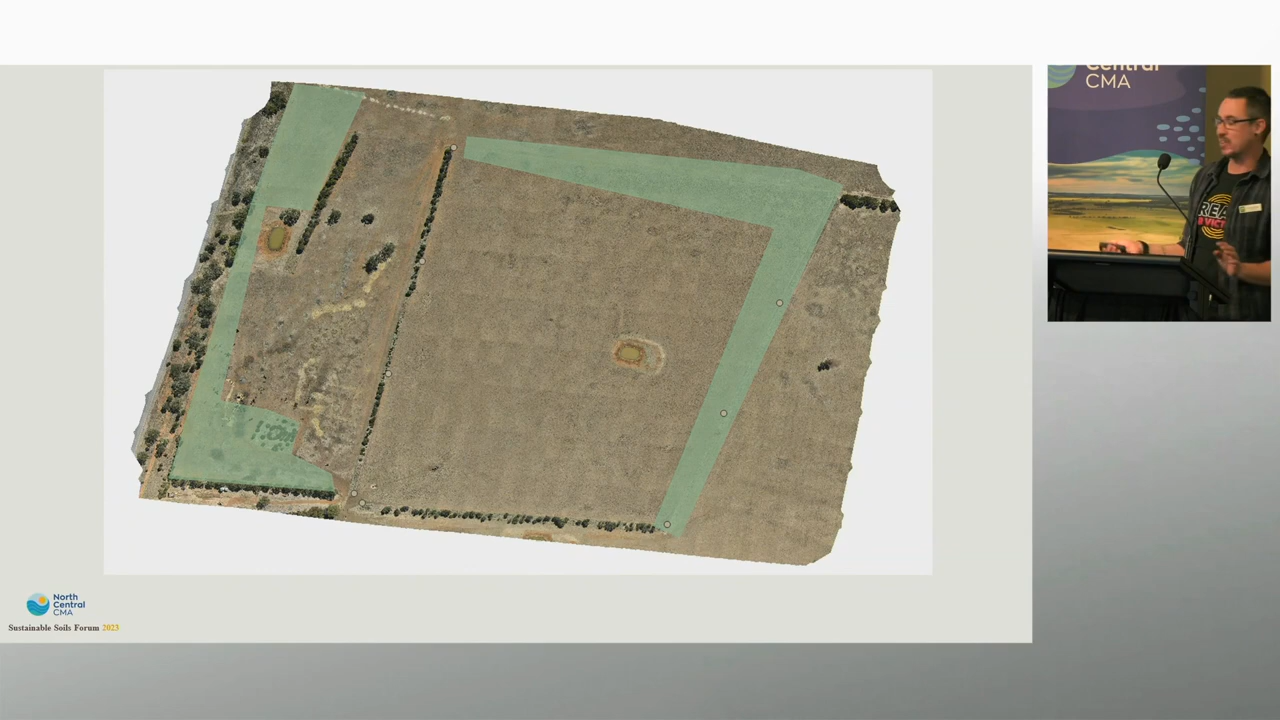 Central
CMA
North
Central
CMA
Sustainable Soils Forum 2023